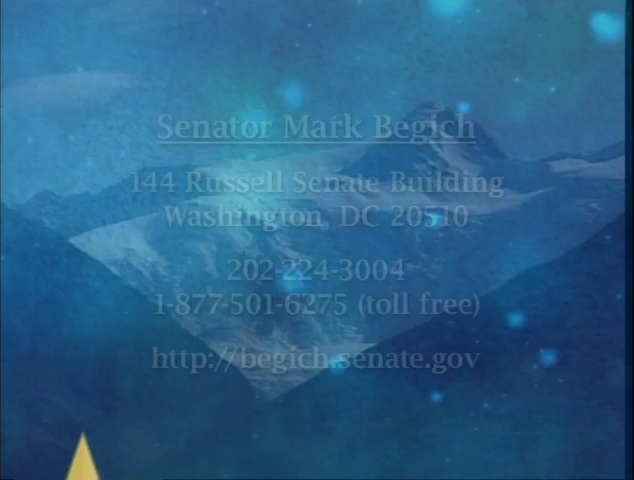 Senator Mark Begich
144 Russell Senate Building
Washington, DC 20510
202-224-3004
1-877-501-6275 (toll free)
http://begich.senate.gov